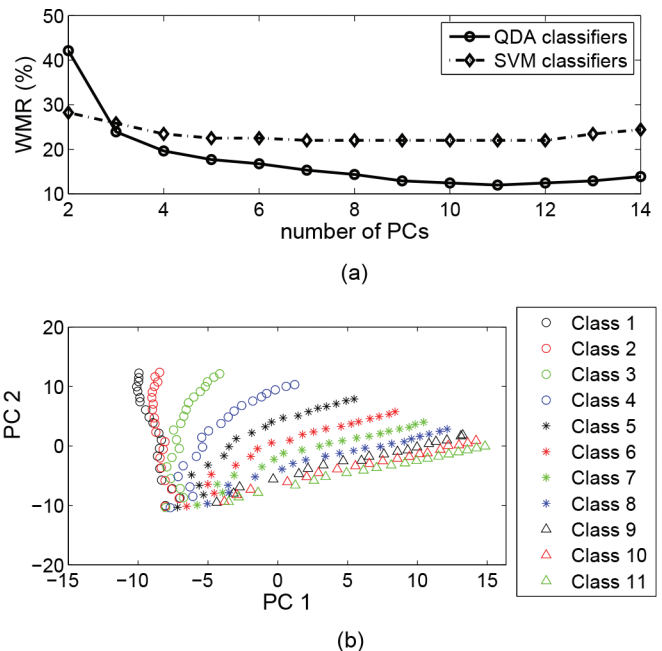 50
40
30
20
10
WMR (%)
QDA classifiers
SVM classifiers
2
4
6
8
10
12
14
number of PCs
(a)
20
10
0
−10
−20
PC 2
−15
−10
−5
0
5
10
15
PC 1
Class 1
Class 2
Class 3
Class 4
Class 5
Class 6
Class 7
Class 8
Class 9
Class 10
Class 11
(b)